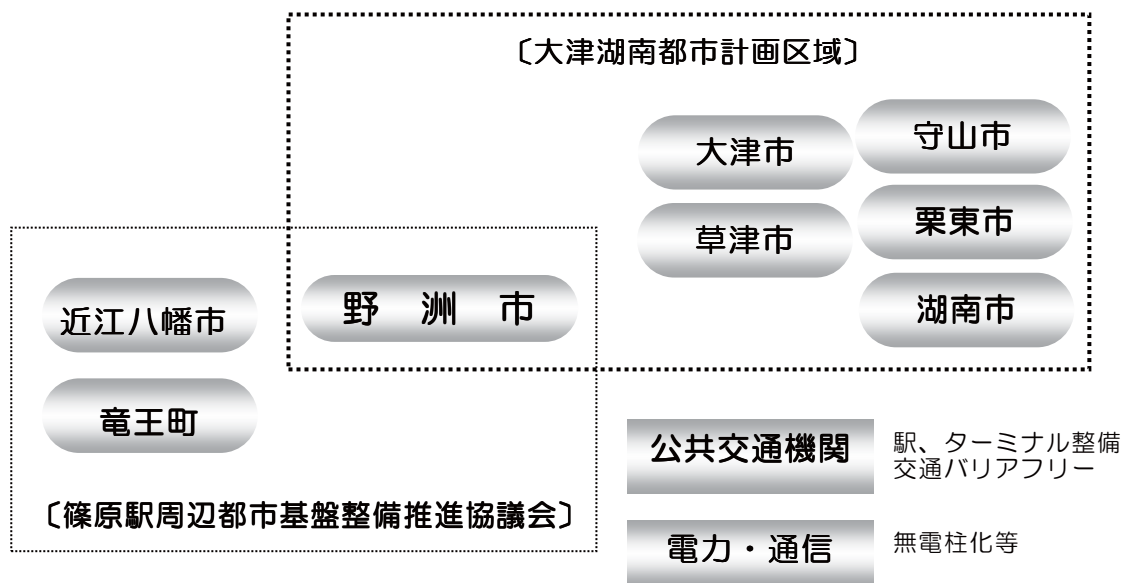 〔大津湖南都市計画区域〕
大津市
守山市
草津市
栗東市
湖南市
近江八幡市
野 洲 市
竜王町
〔篠原駅周辺都市基盤整備推進協議会〕
公共交通機関
駅、ターミナル整備
交通バリアフリー
電力・通信
無電柱化等